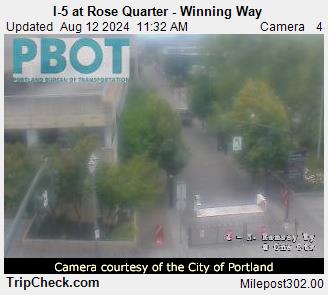 I-5 at Rose Quarter - Winning Way
Updated Aug 12 2024 11:32 AM Camera 4
PBOT
PORTLAND BUREAU OF TRANSPORTATION
Camera courtesy of the City of Portland
TripCheck.com Milepost302.00